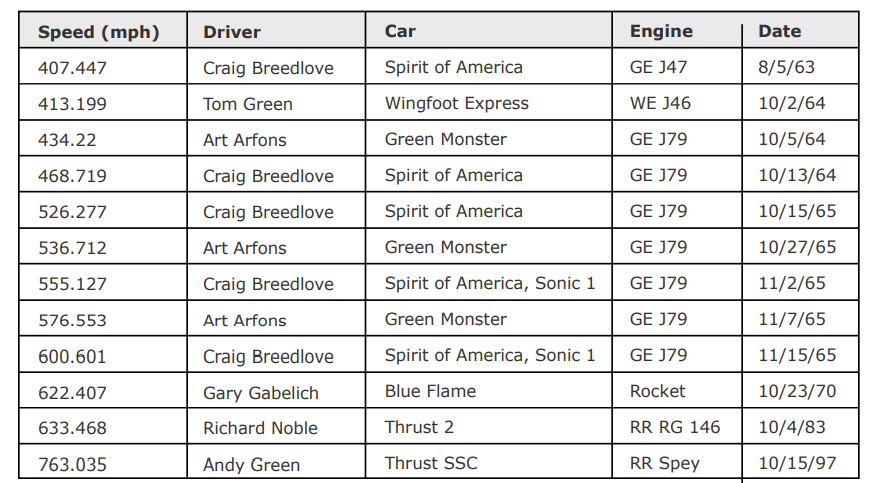 Speed (mph) Driver Car Engine Date
407.447 Craig Breedlove Spirit of America GE J47 8/5/63
413.199 Tom Green Wingfoot Express WE J46 10/2/64
434.22 Art Arfons Green Monster GE J79 10/5/64
468.719 Craig Breedlove Spirit of America GE J79 10/13/64
526.277 Craig Breedlove Spirit of America GE J79 10/15/65
536.712 Art Arfons Green Monster GE J79 10/27/65
555.127 Craig Breedlove Spirit of America, Sonic 1 GE J79 11/2/65
576.553 Art Arfons Green Monster GE J79 11/7/65
600.601 Craig Breedlove Spirit of America, Sonic 1 GE J79 11/15/65
622.407 Gary Gabelich Blue Flame Rocket 10/23/70
633.468 Richard Noble Thrust 2 RR RG 146 10/4/83
763.035 Andy Green Thrust SSC RR Spey 10/15/97